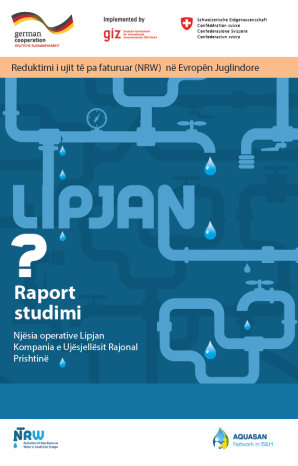 Implemented by
german
cooperation
DEUTSCHE ZUSAMMENARBEIT
giz
Schweizerische Eidgenossenschaft
Confédération suisse
Confederazione Svizzera
Confederaziun svizra
Reduktimi i ujit të pa faturuar (NRW) në Evropën Juglindore
LIPJAN
?
Raport
studimi
Njësia operative Lipjan
Kompania e Ujësjellësit Rajonal
Prishtinë
NRW
AQUASAN
Network in B&H